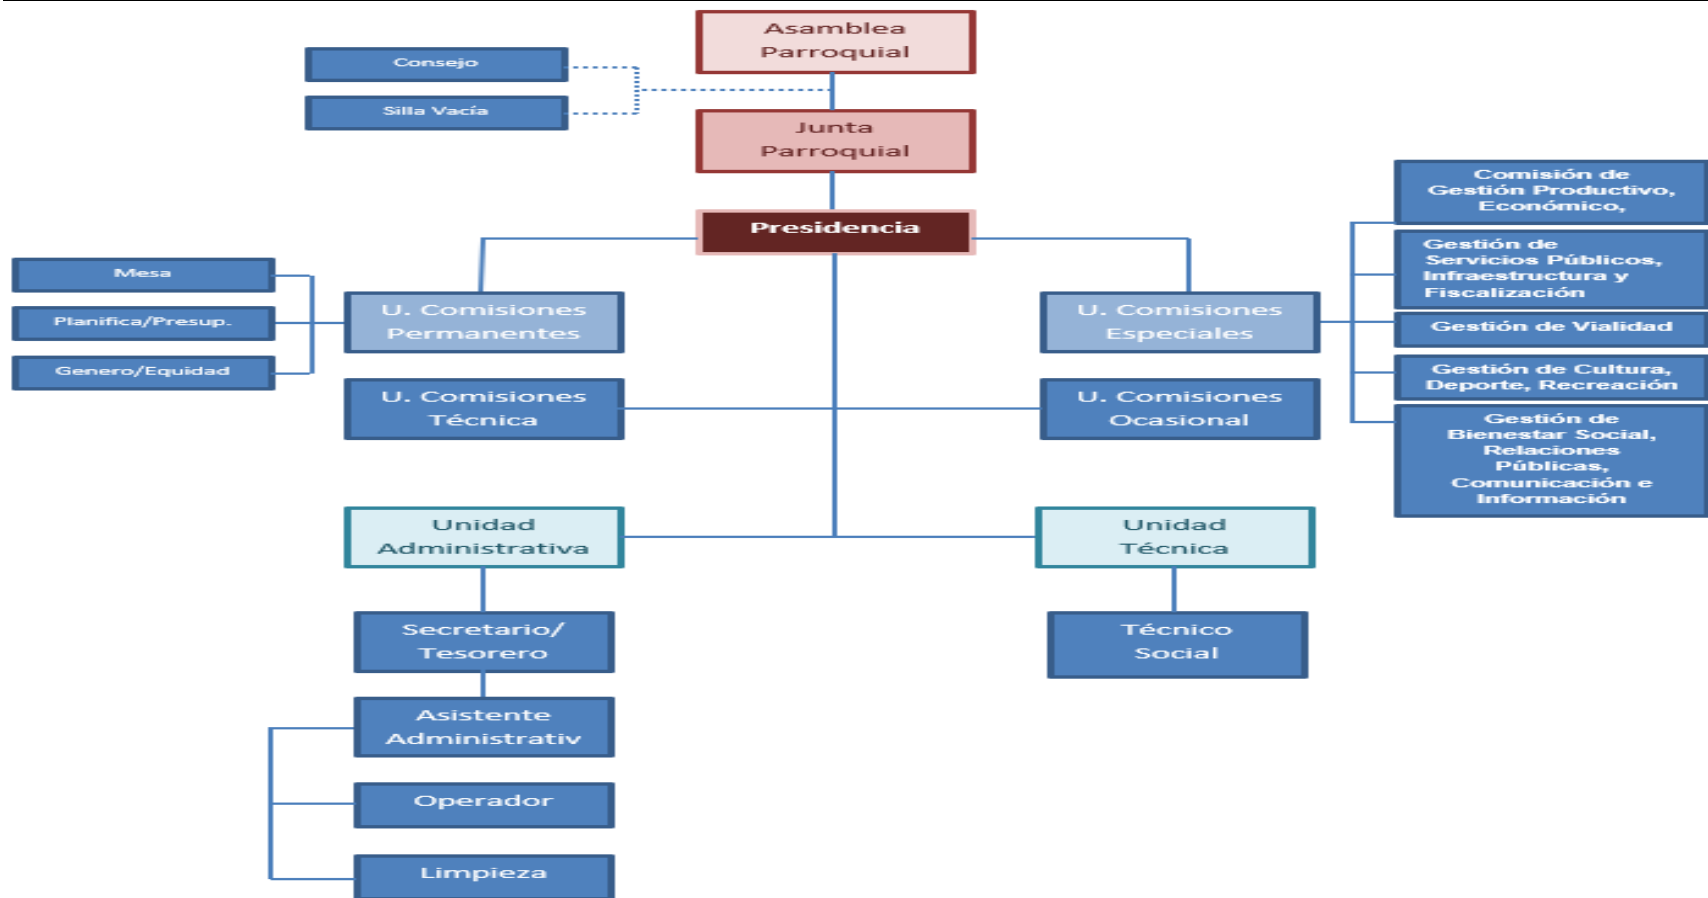 Asamblea
Parroquial
Consejo
Silla Vacía
Junta
Parroquial
Presidencia
Mesa
Planifica/Presup.
Genero/Equidad
U. Comisiones
Permanentes
U. Comisiones
Técnica
U. Comisiones
Especiales
U. Comisiones
Ocasional
Comisión de
Gestión Productivo,
Económico,
Gestión de
Servicios Públicos,
Infraestructura y
Fiscalización
Gestión de Vialidad
Gestión de Cultura,
Deporte, Recreación
Gestión de
Bienestar Social,
Relaciones
Públicas,
Comunicación e
Información
Unidad
Administrativa
Unidad
Técnica
Secretario/
Tesorero
Técnico
Social
Asistente
Administrativ
Operador
Limpieza